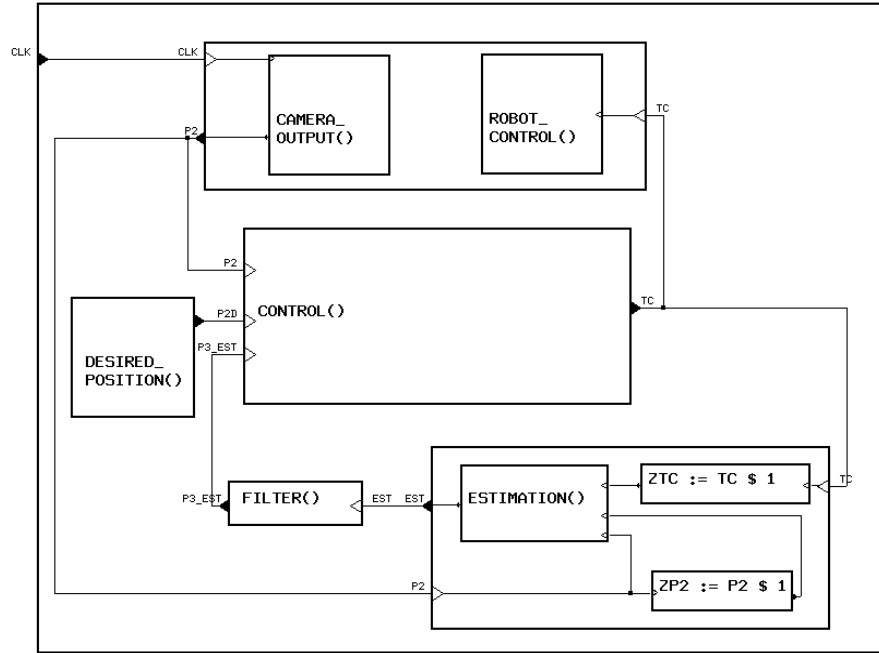 CLK
CLK
CAMERA_
OUTPUT()
ROBOT_
CONTROL()
TC
P2
P2
P2D
CONTROL()
TC
P3_EST
DESIRED_
POSITION()
P3_EST
FILTER()
EST
EST
ESTIMATION()
ZTC := TC $ 1
TC
P2
ZP2 := P2 $ 1